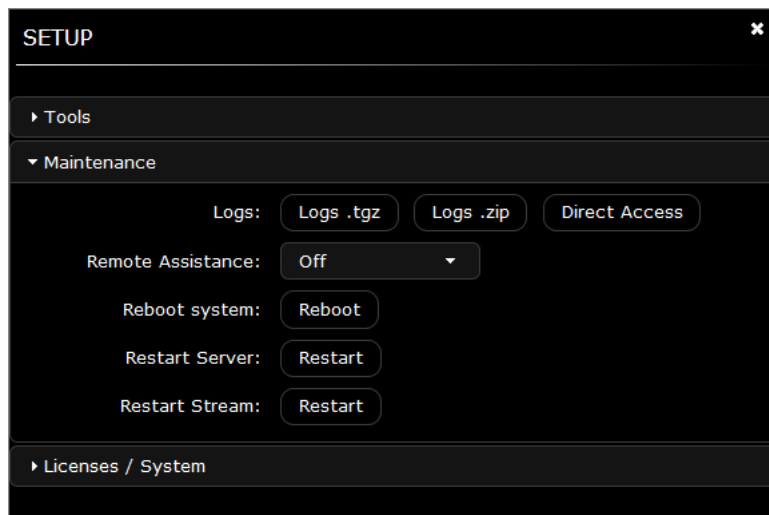 SETUP
Tools
Maintenance
Logs: Logs .tgz Logs .zip Direct Access
Remote Assistance: Off
Reboot system: Reboot
Restart Server: Restart
Restart Stream: Restart
Licenses / System